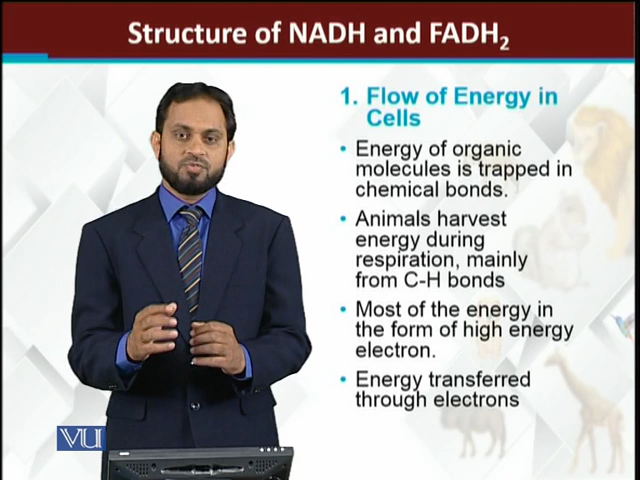 Structure of NADH and FADH2
1. Flow of Energy in
Cells
• Energy of organic
molecules is trapped in
chemical bonds.
• Animals harvest
energy during
respiration, mainly
from C-H bonds
• Most of the energy in
the form of high energy
electron.
• Energy transferred
through electrons
VU